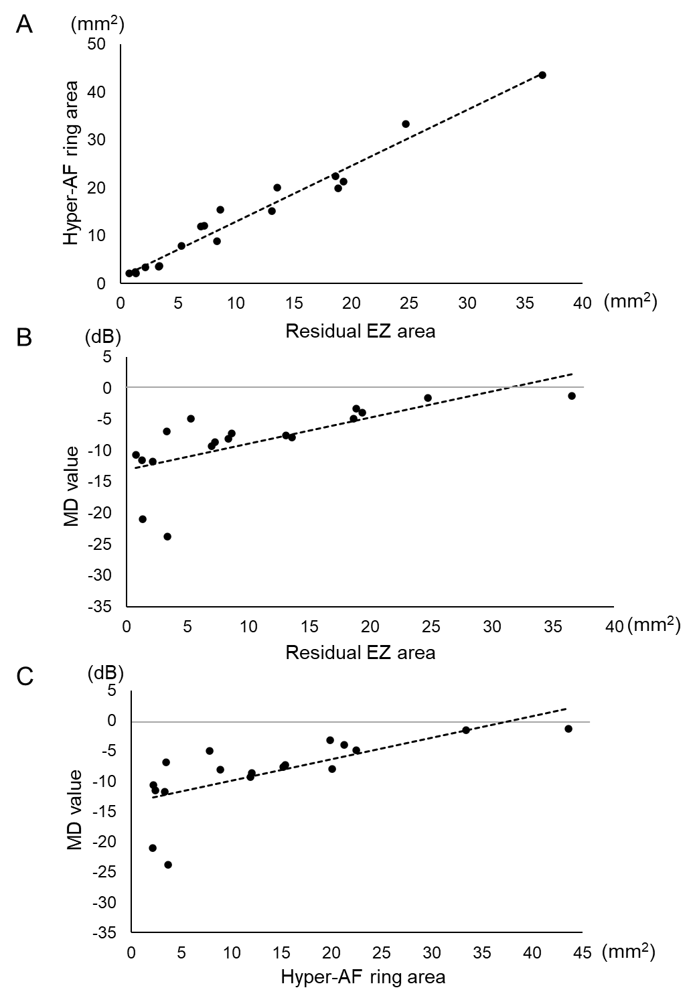 A
(mm²)
50
40
30
20
10
0
Hyper-AF ring area
0 5 10 15 20 25 30 35 40 (mm²)
Residual EZ area
B
(dB)
5
0
-5
-10
-15
-20
-25
-30
-35
MD value
0 5 10 15 20 25 30 35 40 (mm²)
Residual EZ area
C
(dB)
5
0
-5
-10
-15
-20
-25
-30
-35
MD value
0 5 10 15 20 25 30 35 40 45 (mm²)
Hyper-AF ring area